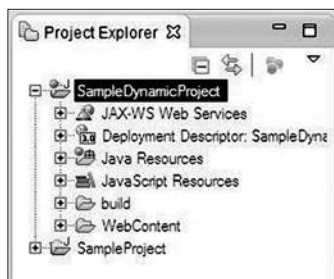 Project Explorer
SampleDynamicProject
JAX-WS Web Services
Deployment Descriptor: SampleDyna
Java Resources
JavaScript Resources
build
WebContent
SampleProject